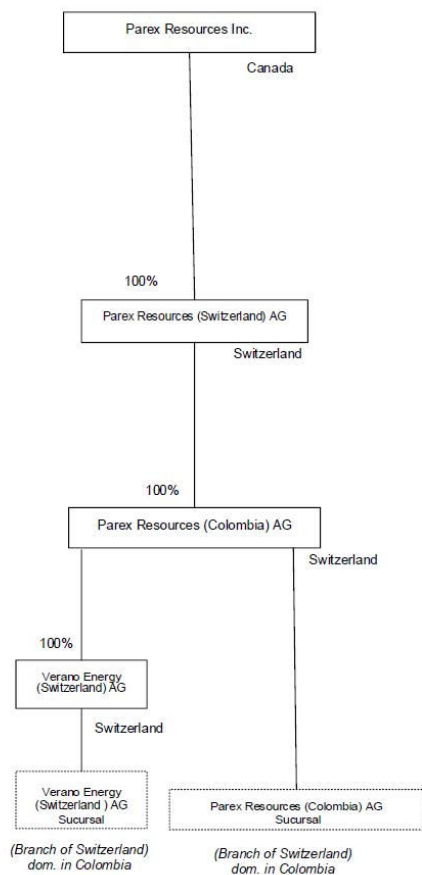 Parex Resources Inc.
Canada
100%
Parex Resources (Switzerland) AG
Switzerland
100%
Parex Resources (Colombia) AG
Switzerland
100%
Verano Energy
(Switzerland) AG
Switzerland
Verano Energy
(Switzerland ) AG
Sucursal
(Branch of Switzerland)
dom. in Colombia
Parex Resources (Colombia) AG
Sucursal
(Branch of Switzerland)
dom. in Colombia